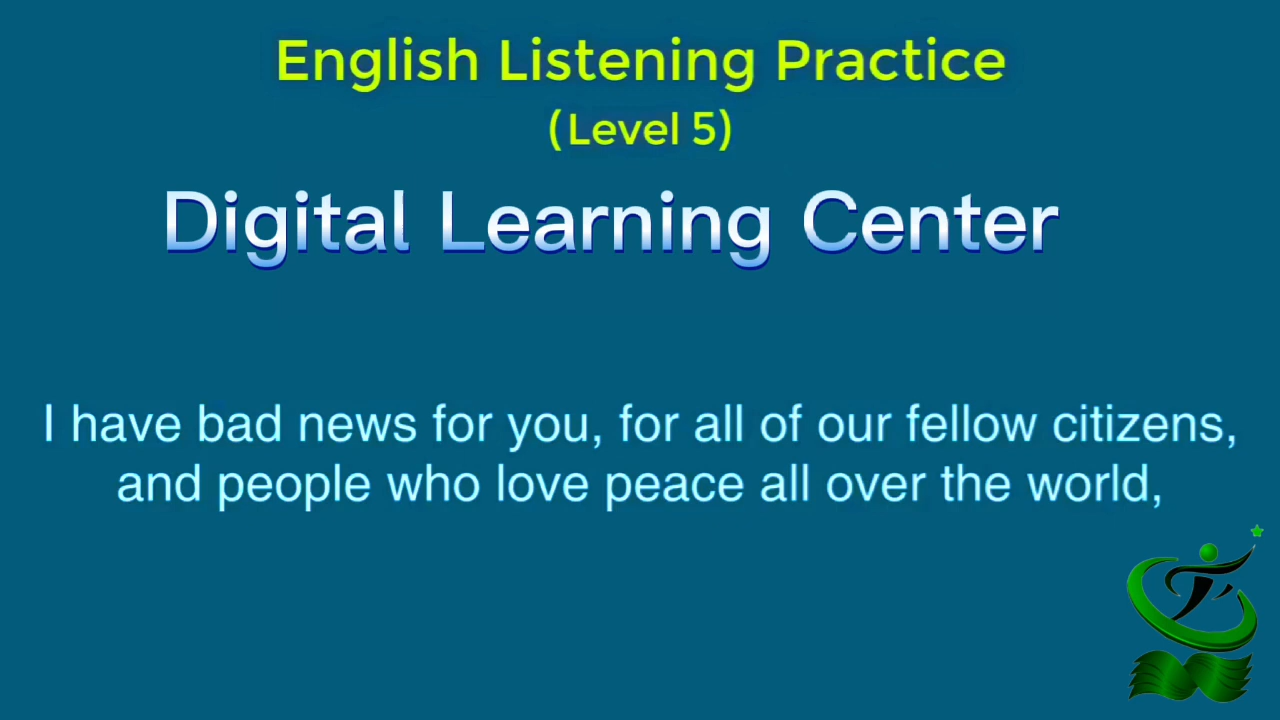 English Listening Practice
(Level 5)
Digital Learning Center
I have bad news for you, for all of our fellow citizens,
and people who love peace all over the world,